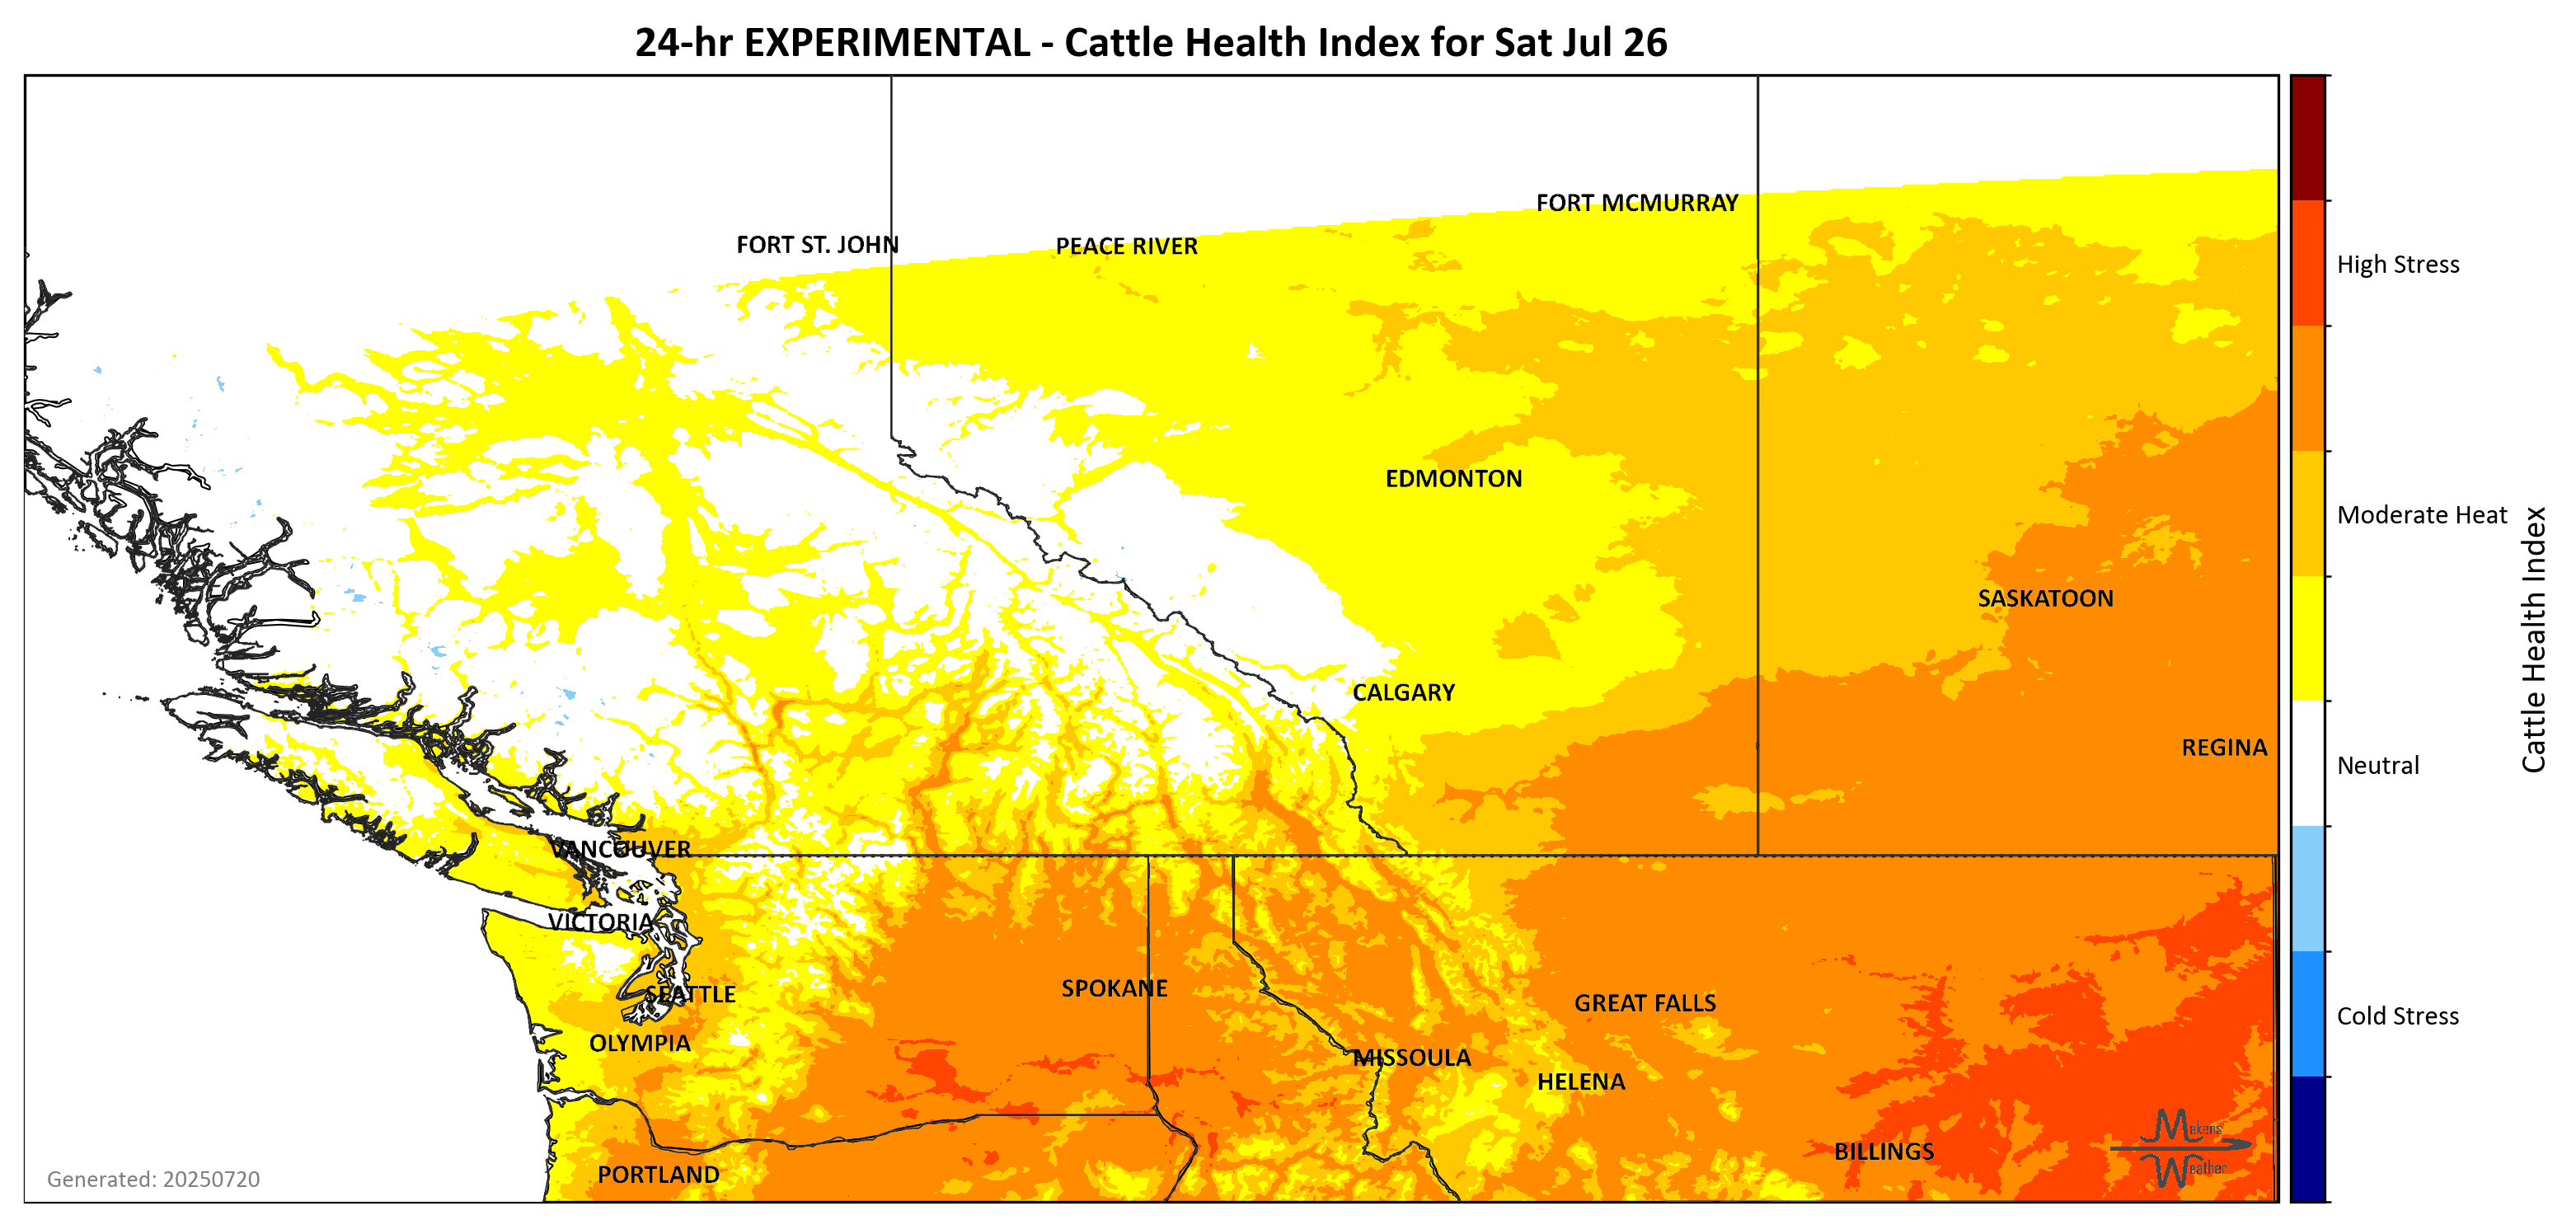 24-hr EXPERIMENTAL - Cattle Health Index for Sat Jul 26
FORT MCMURRAY
FORT ST. JOHN
PEACE RIVER
High Stress
EDMONTON
Moderate Heat
SASKATOON
CALGARY
REGINA
Neutral
Cattle Health Index
VANCOUVER
VICTORIA
SPOKANE
SEATTLE
GREAT FALLS
Cold Stress
OLYMPIA
MISSOULA
HELENA
Makens
Weather
BILLINGS
PORTLAND
Generated: 20250720